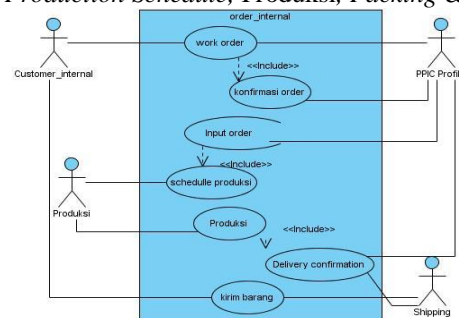 Production Schedule, Produksi, Packing &
order_internal
work order
<<Include>>
Customer_internal
PPIC Profil
konfirmasi order
Input order
<<Include>>
schedulle produksi
Produksi
Produksi
<<Include>>
Delivery confirmation
kirim barang
Shipping